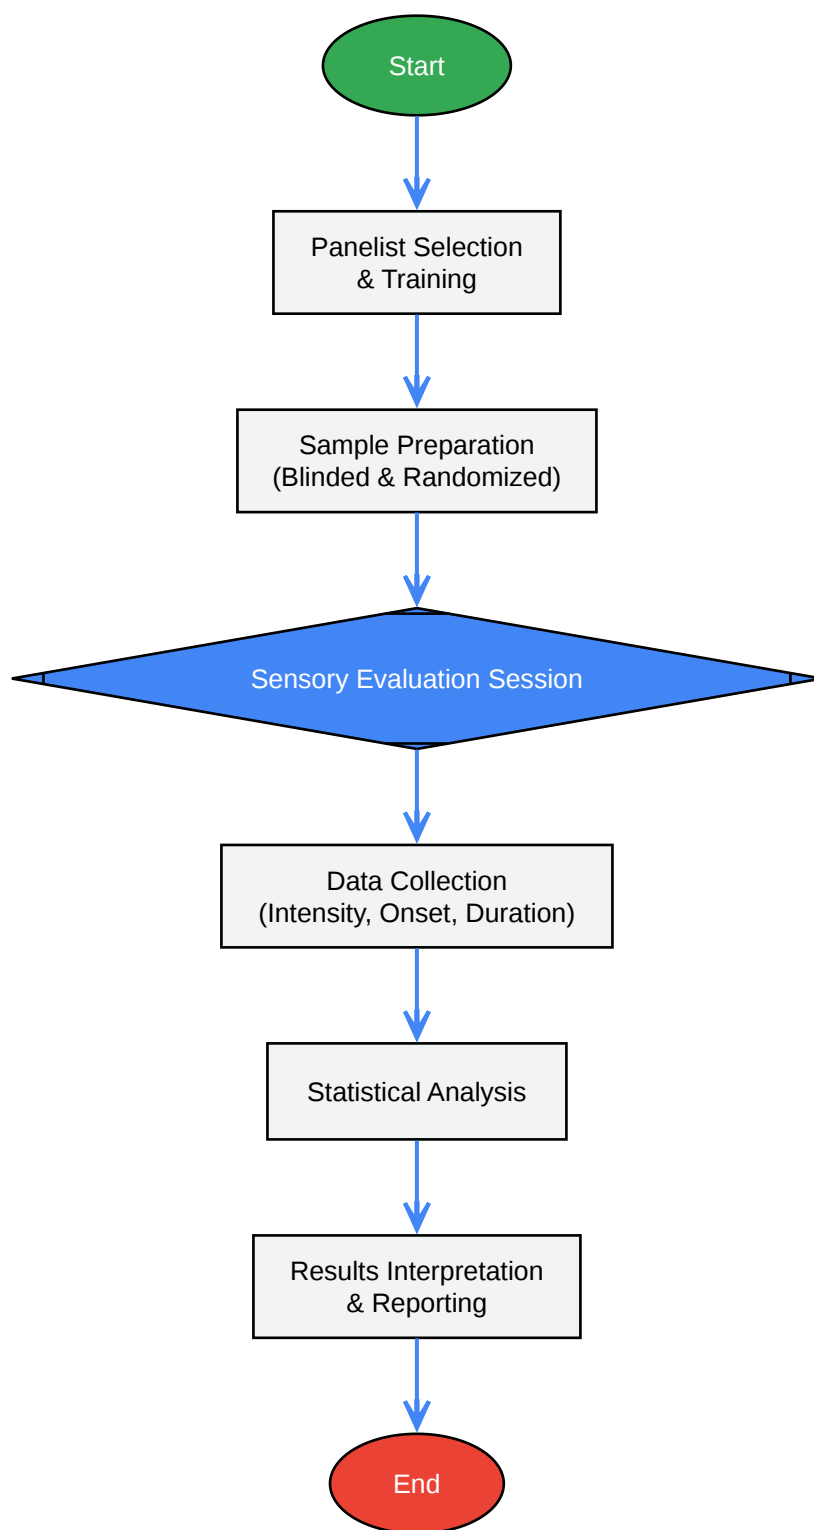 Start
Panelist Selection
& Training
Sample Preparation
(Blinded & Randomized)
Sensory Evaluation Session
Data Collection
(Intensity, Onset, Duration)
Statistical Analysis
Results Interpretation
& Reporting
End